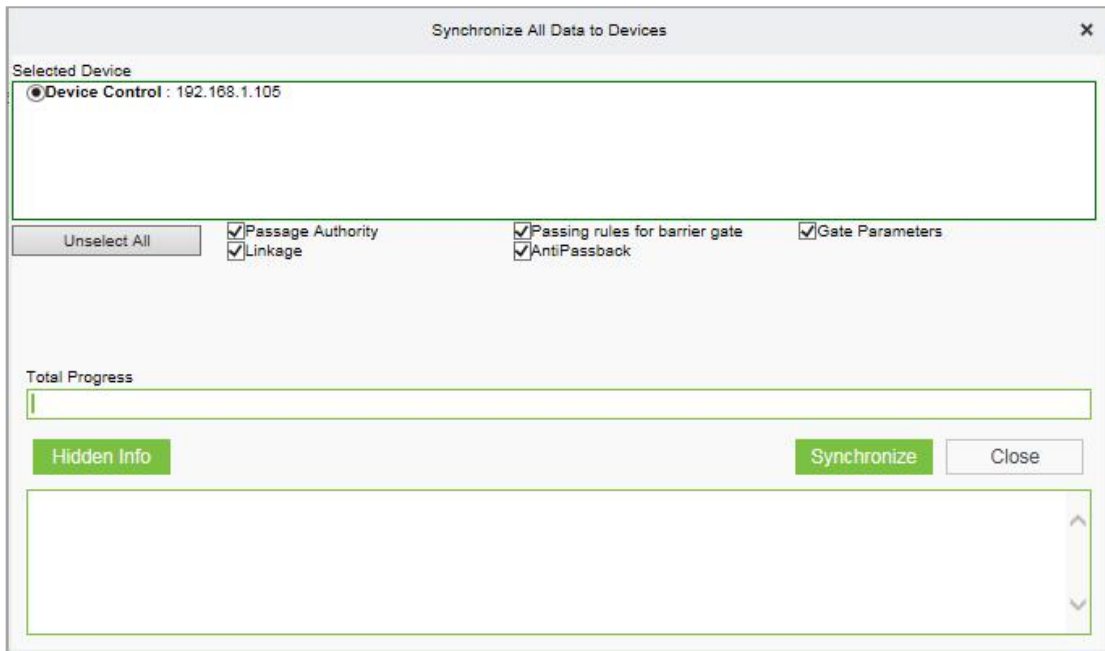 Synchronize All Data to Devices
Selected Device
Device Control : 192.168.1.105
Unselect All
Passage Authority
Passing rules for barrier gate
Gate Parameters
Linkage
AntiPassback
Total Progress
Hidden Info
Synchronize
Close